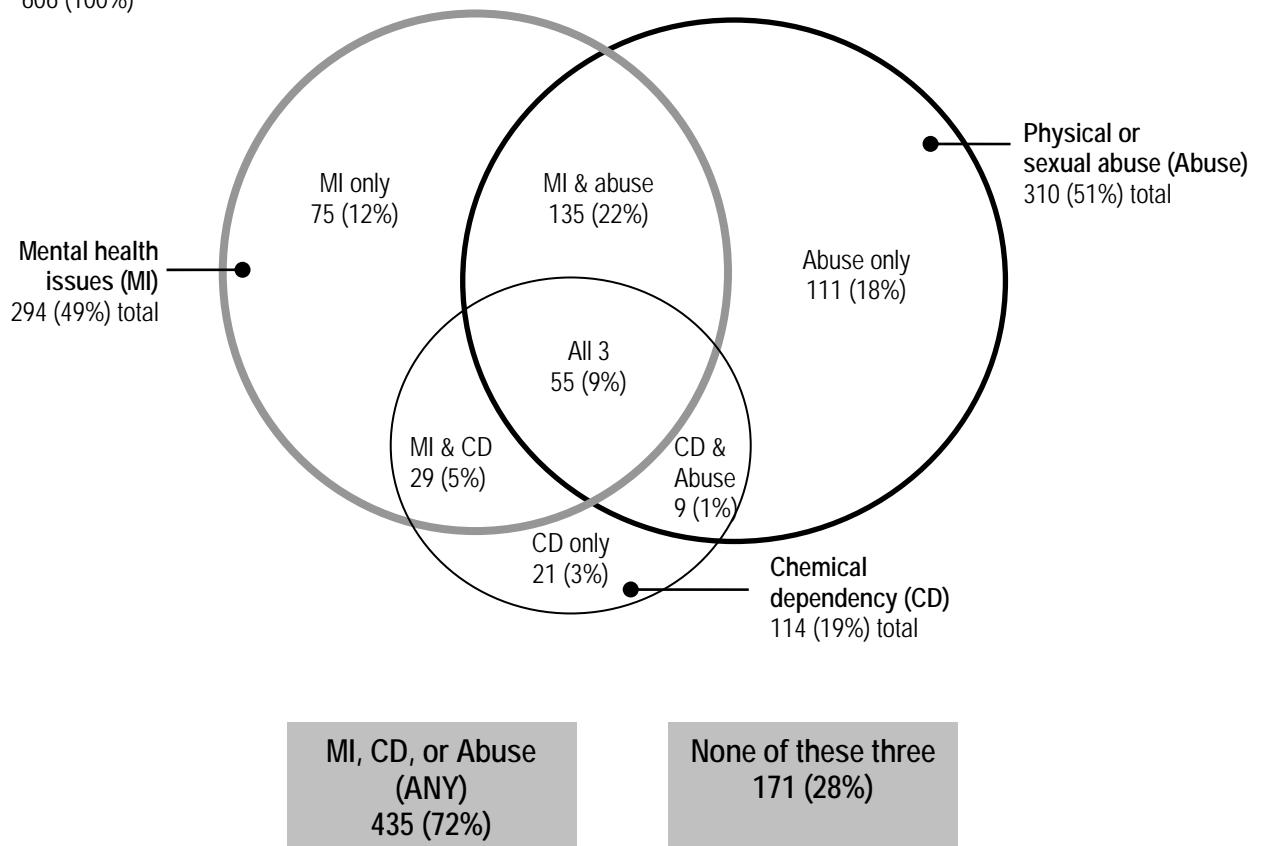 606 (100%)
Physical or
sexual abuse (Abuse)
310 (51%) total
MI only
75 (12%)
MI & abuse
135 (22%)
Mental health
issues (MI)
294 (49%) total
Abuse only
111 (18%)
All 3
55 (9%)
MI & CD
29 (5%)
CD &
Abuse
9 (1%)
CD only
21 (3%)
Chemical
dependency (CD)
114 (19%) total
MI, CD, or Abuse
(ANY)
435 (72%)
None of these three
171 (28%)